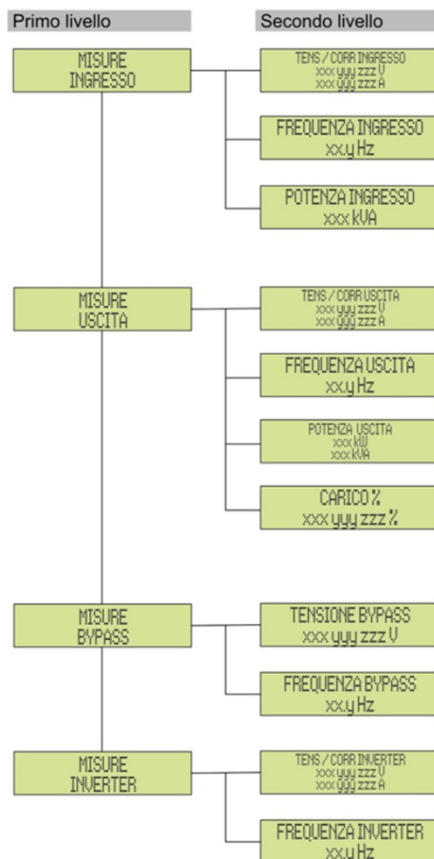 Primo livello
Secondo livello
MISURE
INGRESSO
TENS / CORR INGRESSO
xxx yyy zzz V
xxx yyy zzz A
FREQUENZA INGRESSO
xx.y Hz
POTENZA INGRESSO
xxx kVA
MISURE
USCITA
TENS / CORR USCITA
xxx yyy zzz V
xxx yyy zzz A
FREQUENZA USCITA
xx.y Hz
POTENZA USCITA
xxx kW
xxx kVA
CARICO %
xxx yyy zzz %
MISURE
BYPASS
TENSIONE BYPASS
xxx yyy zzz V
FREQUENZA BYPASS
xx.y Hz
MISURE
INVERTER
TENS / CORR INVERTER
xxx yyy zzz V
xxx yyy zzz A
FREQUENZA INVERTER
xx.y Hz